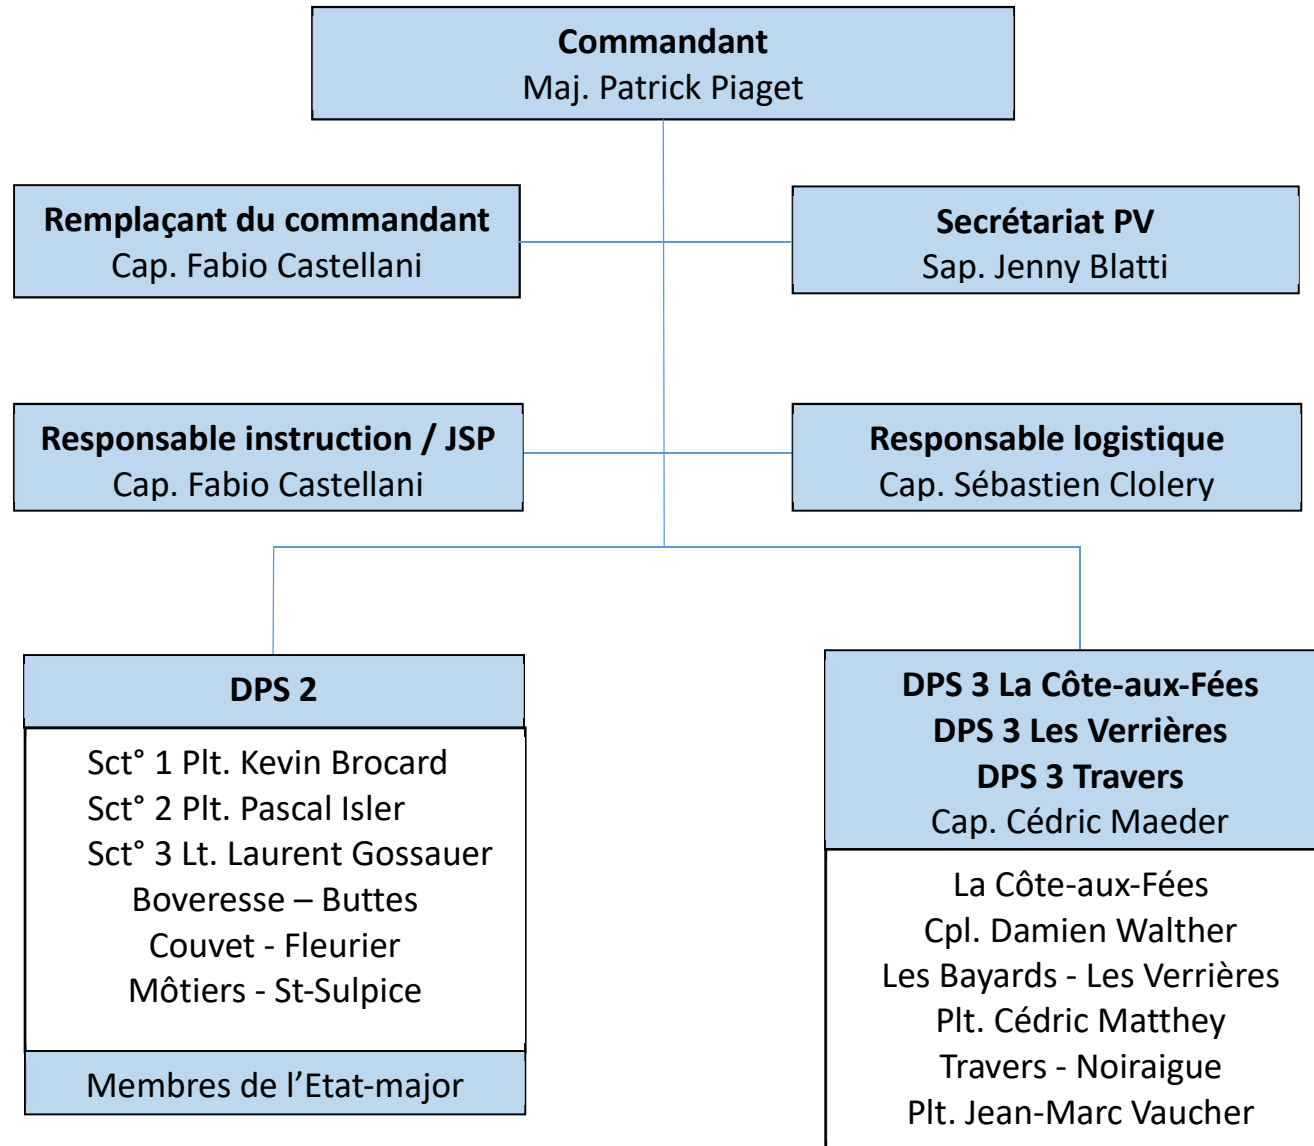 Commandant
Maj. Patrick Piaget
Remplaçant du commandant
Cap. Fabio Castellani
Secrétariat PV
Sap. Jenny Blatti
Responsable instruction / JSP
Cap. Fabio Castellani
Responsable logistique
Cap. Sébastien Clolery
DPS 2
Sct° 1 Plt. Kevin Brocard
Sct° 2 Plt. Pascal Isler
Sct° 3 Lt. Laurent Gossauer
Boveresse – Buttes
Couvet - Fleurier
Môtiers - St-Sulpice
Membres de l’Etat-major
DPS 3 La Côte-aux-Fées
DPS 3 Les Verrières
DPS 3 Travers
Cap. Cédric Maeder
La Côte-aux-Fées
Cpl. Damien Walther
Les Bayards - Les Verrières
Plt. Cédric Matthey
Travers - Noiraigue
Plt. Jean-Marc Vaucher